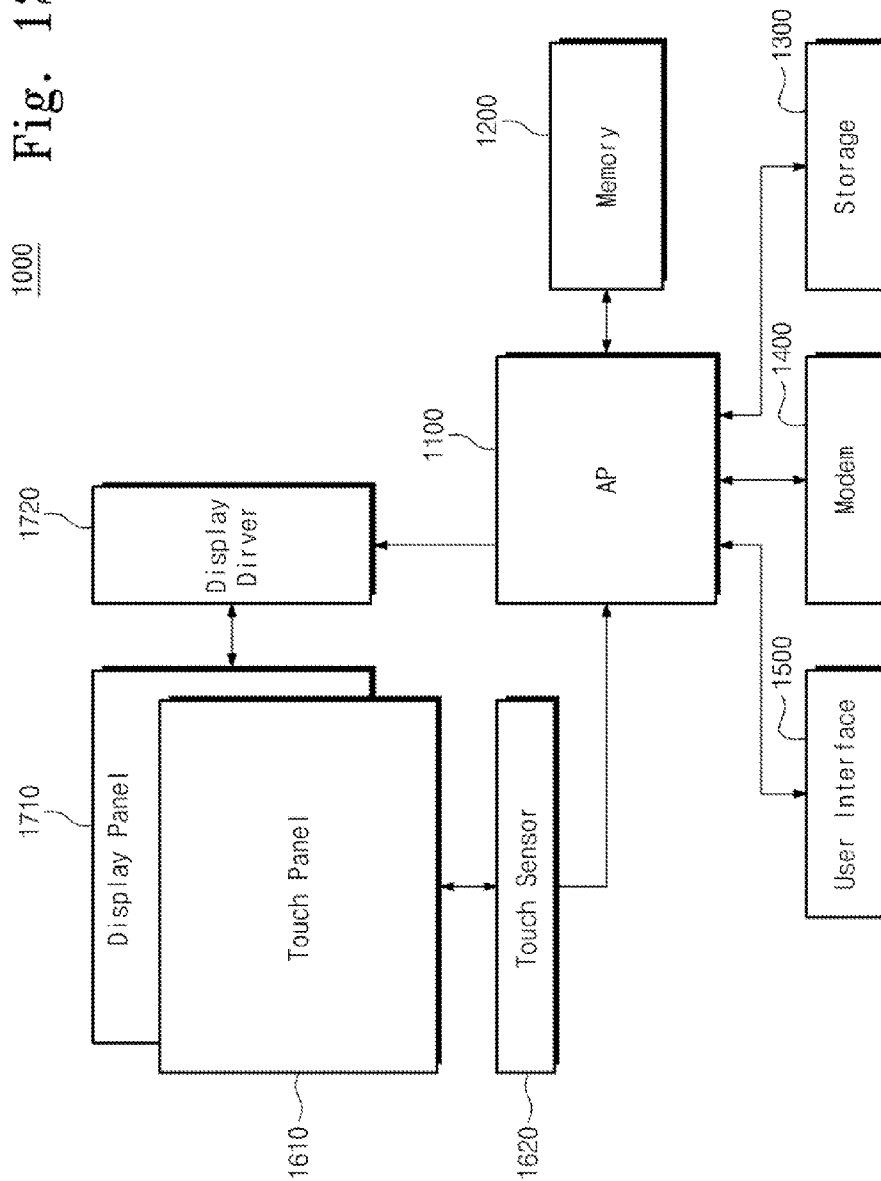 Fig.
1000
1710
1720
Display Panel
Display
Dirver
Touch Panel
1610
1100
1200
Touch Sensor
1620
AP
Memory
1500
1400
1300
User Interface
Modem
Storage